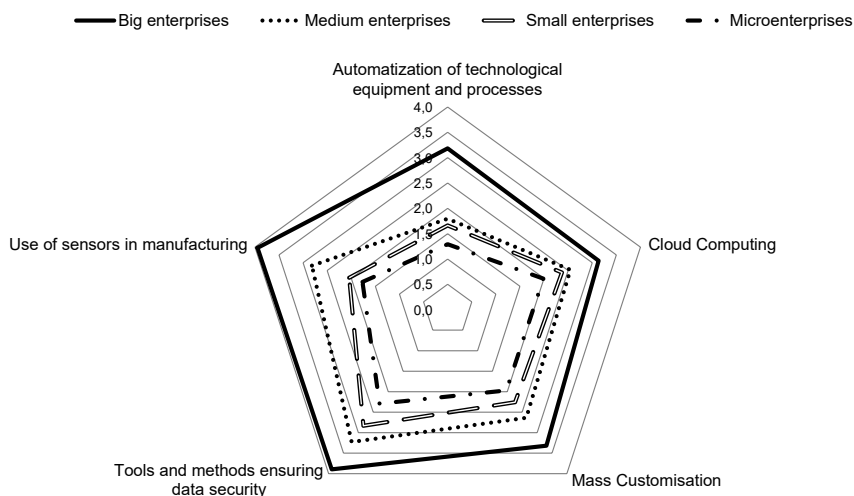 Big enterprises Medium enterprises Small enterprises Microenterprises
Automatization of technological
equipment and processes
4,0
3,5
3,0
2,5
2,0
1,5
1,0
0,5
0,0
Use of sensors in manufacturing
Cloud Computing
Tools and methods ensuring
data security
Mass Customisation